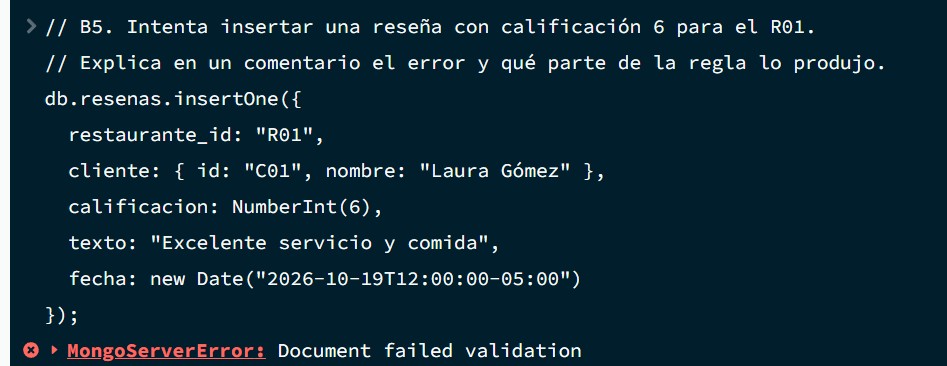 // B5. Intenta insertar una reseña con calificación 6 para el R01.
// Explica en un comentario el error y qué parte de la regla lo produjo.
db.resenas.insertOne({
  restaurante_id: "R01",
  cliente: { id: "C01", nombre: "Laura Gómez" },
  calificacion: NumberInt(6),
  texto: "Excelente servicio y comida",
  fecha: new Date("2026-10-19T12:00:00-05:00")
});
MongoServerError: Document failed validation